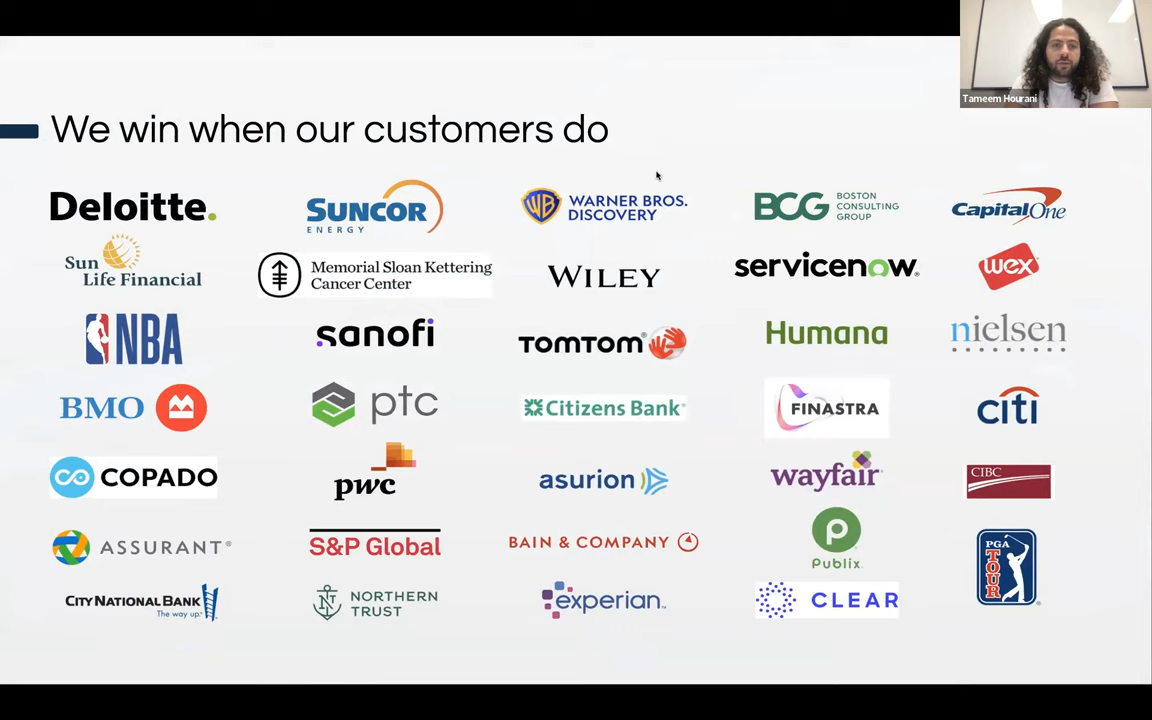 Tameem Hourani
We win when our customers do
Deloitte.
SUNCOR
ENERGY
WB
WARNER BROS.
DISCOVERY
BCG
BOSTON
CONSULTING
GROUP
Capital One
Sun
Life Financial
Memorial Sloan Kettering
Cancer Center
WILEY
servicenow®
wex
NBA
sanofi
TOMTOM®
Humana
nielsen
BMO
ptc
Citizens Bank®
FINASTRA
citi
COPADO
pwc
asurion
wayfair
CIBC
ASSURANT®
S&P Global
BAIN & COMPANY
P
Publix
PGA
TOUR
CITY NATIONAL BANK
The way up.®
NT
NORTHERN
TRUST
experian™
CLEAR